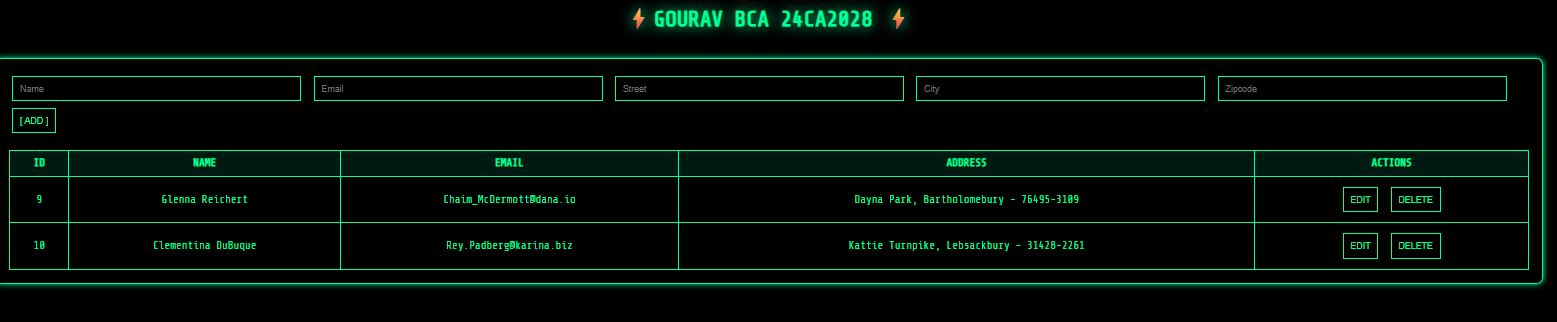 ⚡ GOURAV BCA 24CA2028 ⚡
Name Email Street City Zipcode
[ ADD ]
ID NAME EMAIL ADDRESS ACTIONS
9 Glenna Reichert Chaim_McDermott@dana.io Dayna Park, Bartholomebury - 76495-3109 EDIT DELETE
10 Clementina DuBuque Rey.Padberg@karina.biz Kattie Turnpike, Lebsackbury - 31428-2261 EDIT DELETE